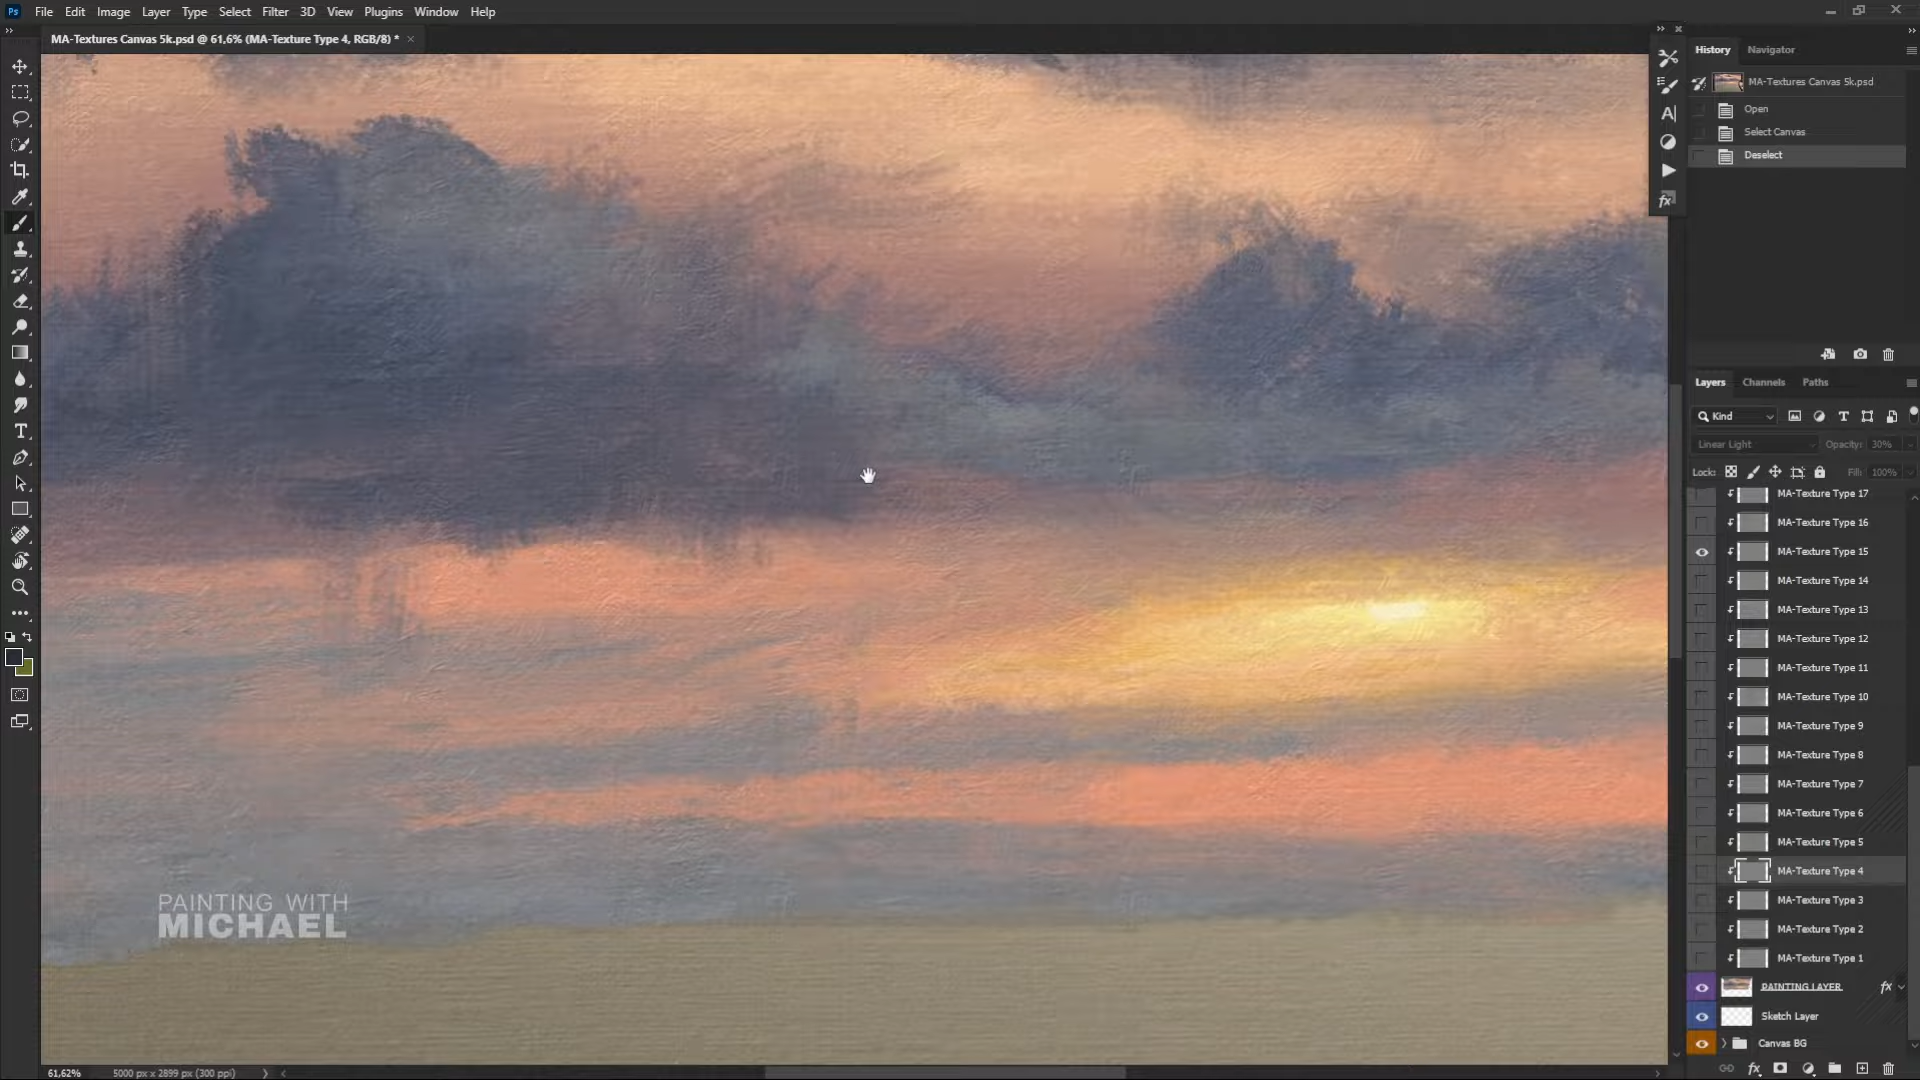 Ps File Edit Image Layer Type Select Filter 3D View Plugins Window Help
MA-Textures Canvas 5k.psd @ 61,6% (MA-Texture Type 4, RGB/8) *
History Navigator
MA-Textures Canvas 5k.psd
Open
Select Canvas
Deselect
Layers Channels Paths
Kind
Linear Light Opacity: 30%
Lock: Fill: 100%
MA-Texture Type 17
MA-Texture Type 16
MA-Texture Type 15
MA-Texture Type 14
MA-Texture Type 13
MA-Texture Type 12
MA-Texture Type 11
MA-Texture Type 10
MA-Texture Type 9
MA-Texture Type 8
MA-Texture Type 7
MA-Texture Type 6
MA-Texture Type 5
MA-Texture Type 4
MA-Texture Type 3
MA-Texture Type 2
MA-Texture Type 1
PAINTING LAYER fx
Sketch Layer
Canvas BG
PAINTING WITH
MICHAEL
61,62% 5000 px x 2899 px (300 ppi)